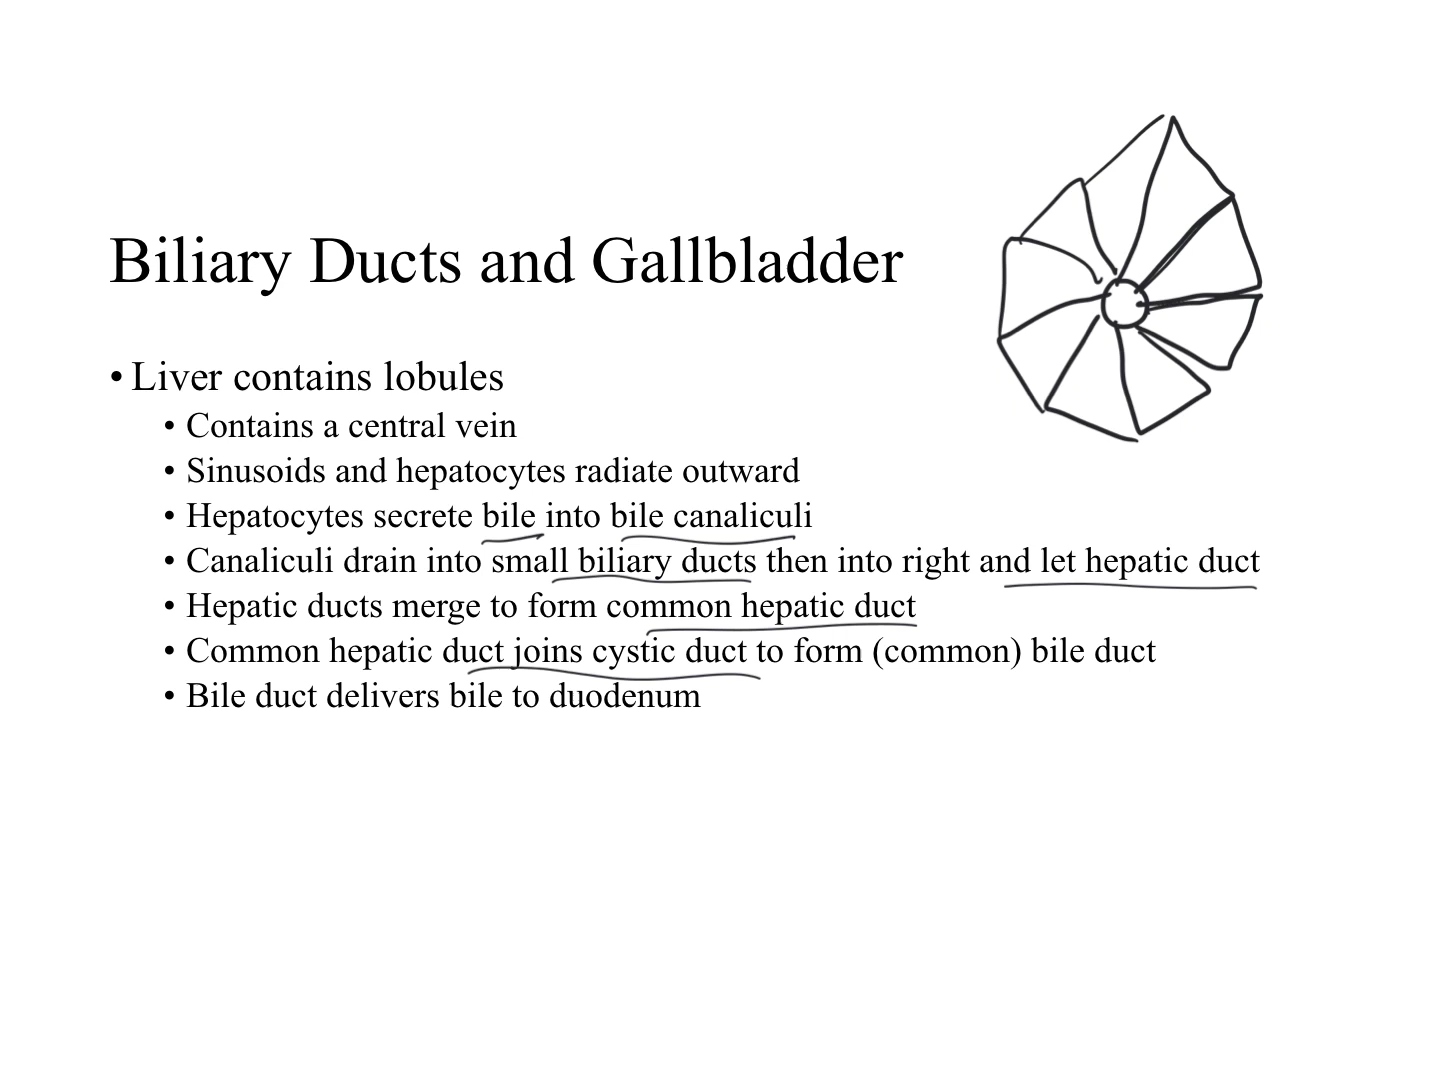 Biliary Ducts and Gallbladder
• Liver contains lobules
• Contains a central vein
• Sinusoids and hepatocytes radiate outward
• Hepatocytes secrete bile into bile canaliculi
• Canaliculi drain into small biliary ducts then into right and let hepatic duct
• Hepatic ducts merge to form common hepatic duct
• Common hepatic duct joins cystic duct to form (common) bile duct
• Bile duct delivers bile to duodenum